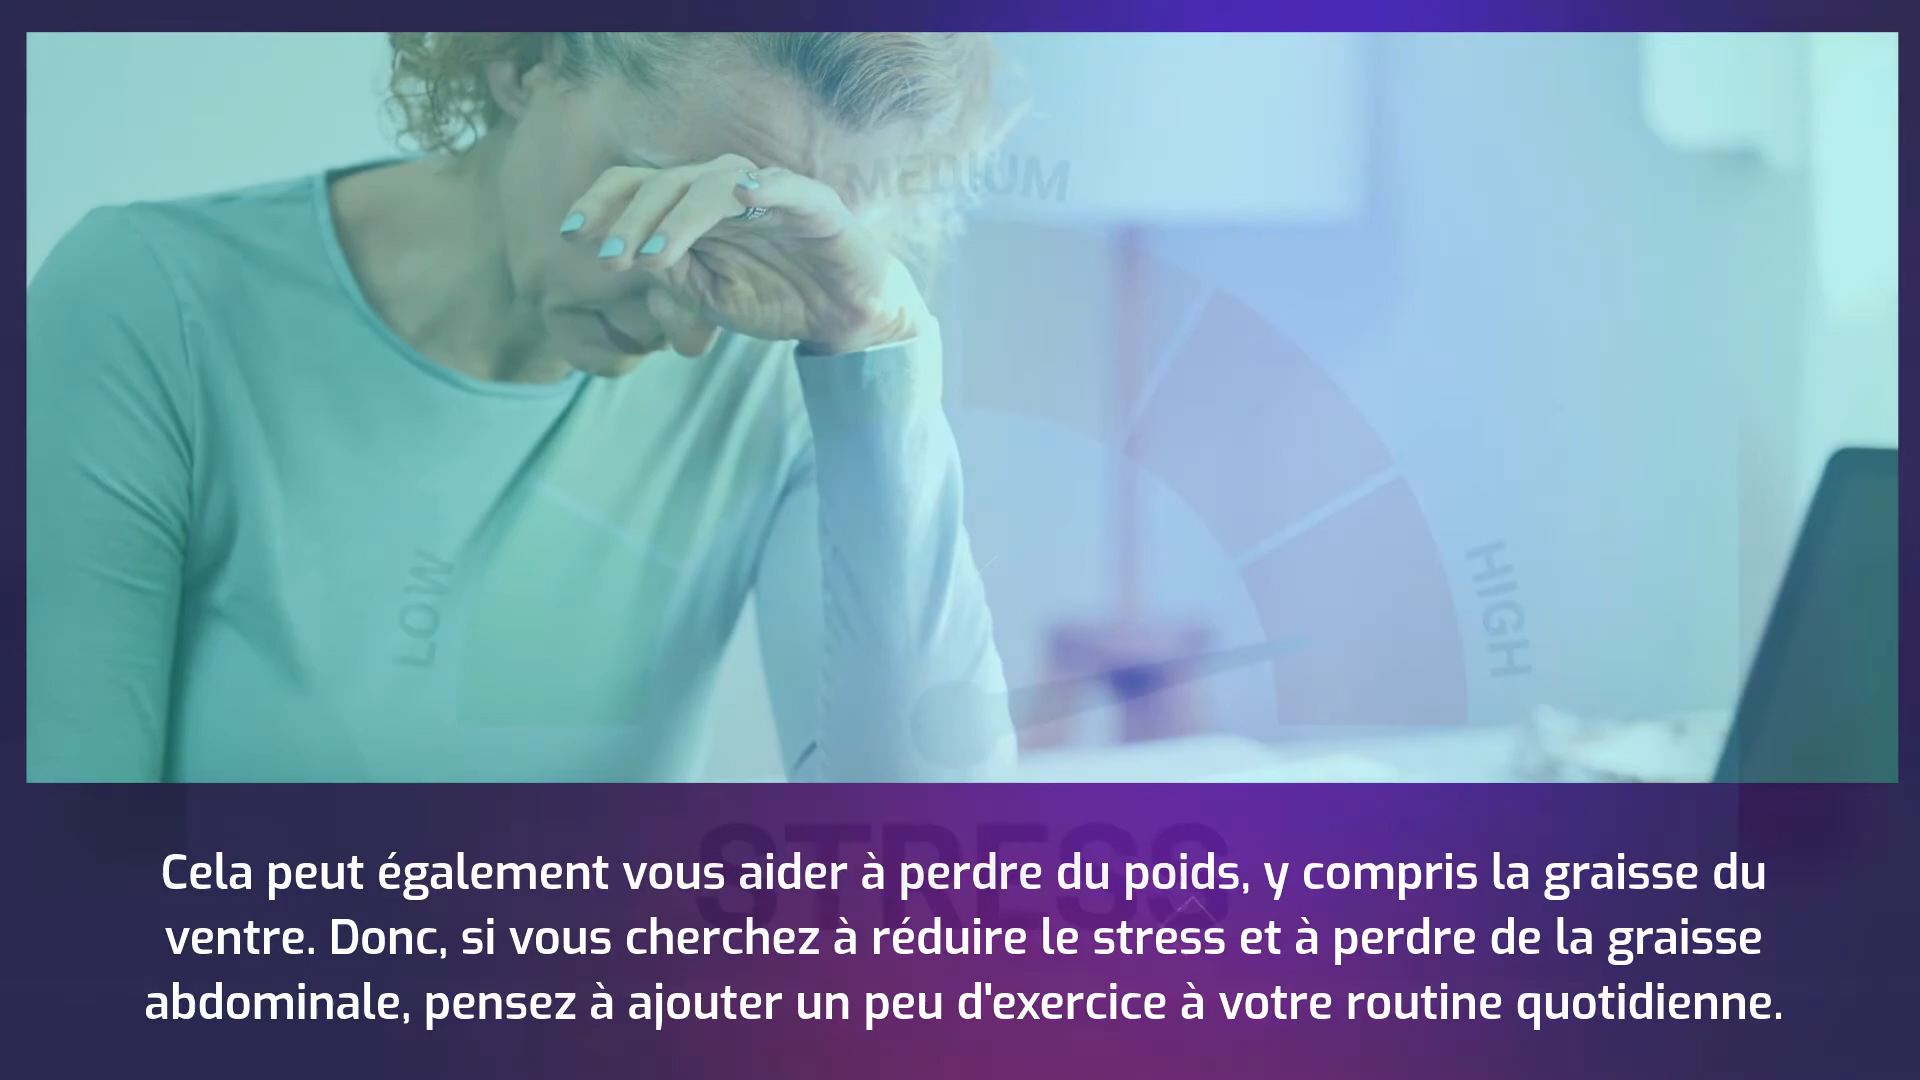 MEDIUM
LOW
HIGH
STRESS
Cela peut également vous aider à perdre du poids, y compris la graisse du
ventre. Donc, si vous cherchez à réduire le stress et à perdre de la graisse
abdominale, pensez à ajouter un peu d'exercice à votre routine quotidienne.